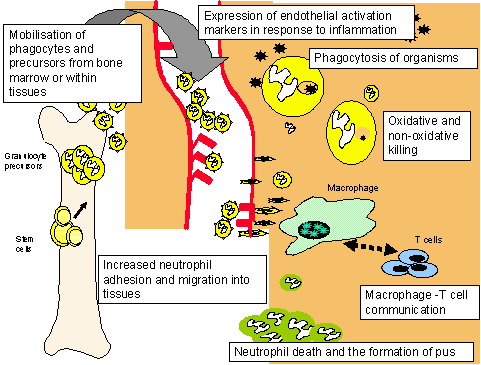 Mobilisation of
phagocytes and
precursors from bone
marrow or within
tissues
Expression of endothelial activation
markers in response to inflammation
Phagocytosis of organisms
Oxidative and
non-oxidative
killing
Granulocyte
precursors
Stem
cells
Macrophage
T cells
Increased neutrophil
adhesion and migration into
tissues
Macrophage -T cell
communication
Neutrophil death and the formation of pus